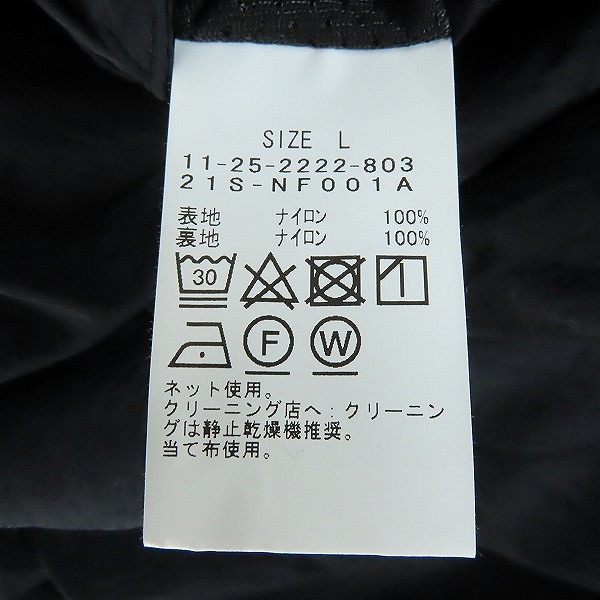 SIZE L
11-25-2222-803
21S-NF001A
表地 ナイロン 100%
裏地 ナイロン 100%
30
F W
ネット使用。
クリーニング店へ:クリーニン
グは静止乾燥機推奨。
当て布使用。